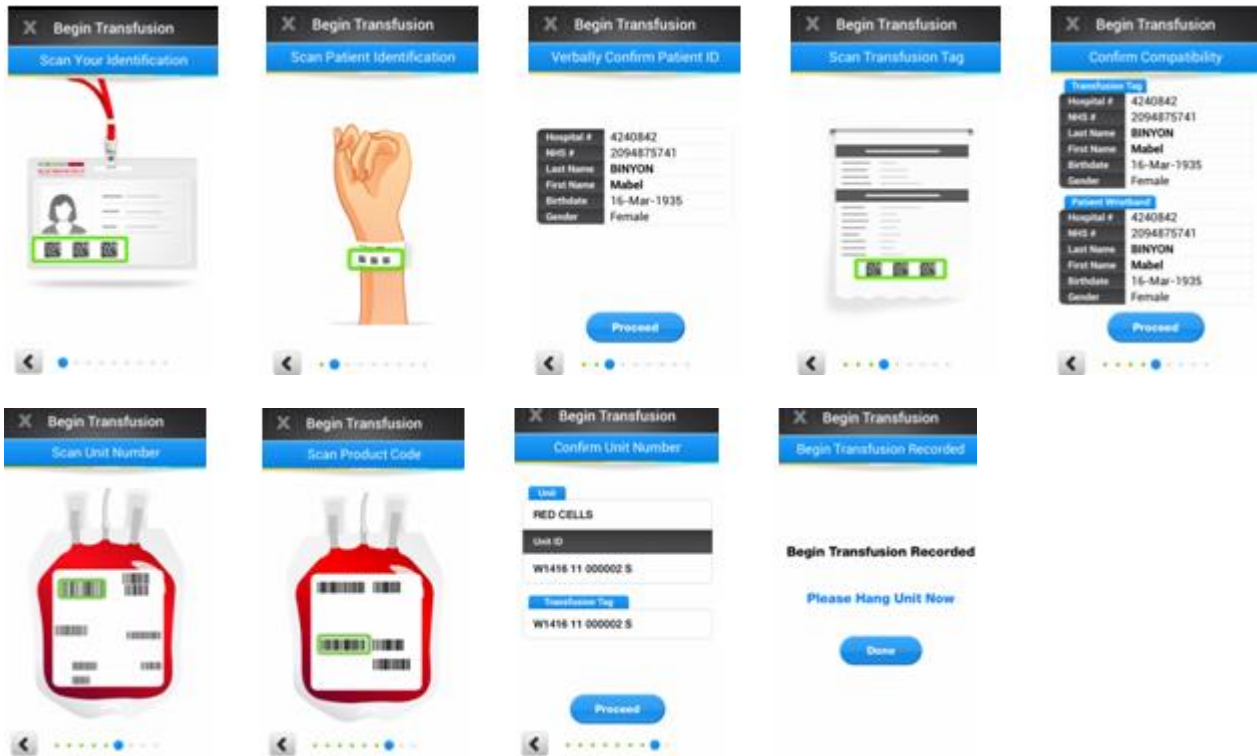 X Begin Transfusion
Scan Your Identification
X Begin Transfusion
Scan Patient Identification
X Begin Transfusion
Verbally Confirm Patient ID
Hospital # 4240842
NHS # 2094875741
Last Name BINYON
First Name Mabel
Birthdate 16-Mar-1935
Gender Female
Proceed
X Begin Transfusion
Scan Transfusion Tag
X Begin Transfusion
Confirm Compatibility
Transfusion Tag
Hospital # 4240842
NHS # 2094875741
Last Name BINYON
First Name Mabel
Birthdate 16-Mar-1935
Gender Female
Patient Wristband
Hospital # 4240842
NHS # 2094875741
Last Name BINYON
First Name Mabel
Birthdate 16-Mar-1935
Gender Female
Proceed
X Begin Transfusion
Scan Unit Number
X Begin Transfusion
Scan Product Code
X Begin Transfusion
Confirm Unit Number
Unit
RED CELLS
Unit ID
W1416 11 000002 S
Transfusion Tag
W1416 11 000002 S
Proceed
X Begin Transfusion
Begin Transfusion Recorded
Begin Transfusion Recorded
Please Hang Unit Now
Done